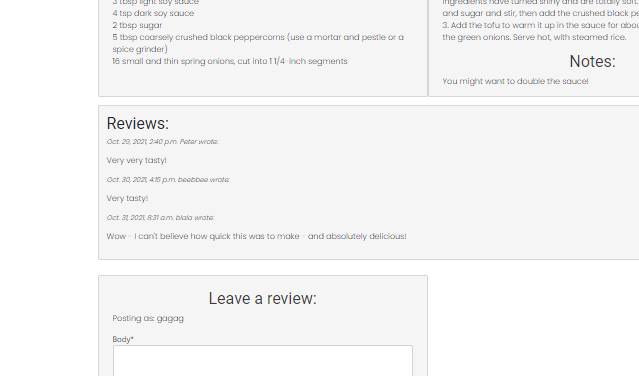 3 tbsp light soy sauce
4 tsp dark soy sauce
2 tbsp sugar
5 tbsp coarsely crushed black peppercorns (use a mortar and pestle or a
spice grinder)
16 small and thin spring onions, cut into 1 1/4-inch segments
ingredients have turned shiny and are totally soft.
and sugar and stir, then add the crushed black
3. Add the tofu to warm it up in the sauce for
the green onions. Serve hot, with steamed rice.
Notes:
You might want to double the sauce!
Reviews:
Oct. 29, 2021, 2:40 p.m. Peter wrote:
Very very tasty!
Oct. 30, 2021, 4:15 p.m. beebbee wrote:
Very tasty!
Oct. 31, 2021, 8:31 a.m. blala wrote:
Wow - I can't believe how quick this was to make - and absolutely delicious!
Leave a review:
Posting as: gagag
Body*